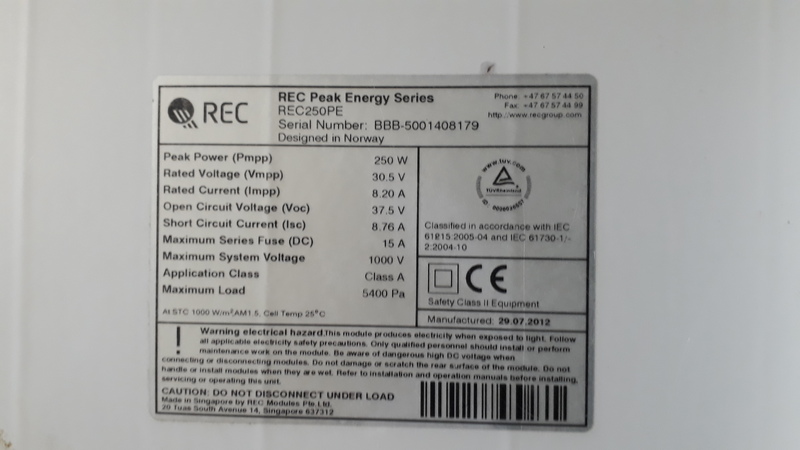 REC
REC Peak Energy Series
REC250PE
Serial Number: BBB-5001408179
Designed in Norway
Phone: +47 67 57 44 50
Fax: +47 67 57 44 99
http://www.recgroup.com
Peak Power (Pmpp) 250 W
Rated Voltage (Vmpp) 30.5 V
Rated Current (Impp) 8.20 A
Open Circuit Voltage (Voc) 37.5 V
Short Circuit Current (Isc) 8.76 A
Maximum Series Fuse (DC) 15 A
Maximum System Voltage 1000 V
Application Class Class A
Maximum Load 5400 Pa
At STC 1000 W/m², AM1.5, Cell Temp 25°C
www.tuv.com
TÜVRheinland
Classified in accordance with IEC
61215:2005-04 and IEC 61730-1/-
2:2004-10
CE
Safety Class II Equipment
Manufactured: 29.07.2012
! Warning electrical hazard. This module produces electricity when exposed to light. Follow
all applicable electricity safety precautions. Only qualified personnel should install or perform
maintenance work on the module. Be aware of dangerous high DC voltage when
connecting or disconnecting modules. Do not damage or scratch the rear surface of the module. Do not
handle or install modules when they are wet. Refer to installation and operation manuals before installing,
servicing or operating this unit.
CAUTION: DO NOT DISCONNECT UNDER LOAD
Made in Singapore by REC Modules Pte.Ltd.
20 Tuas South Avenue 14, Singapore 637312